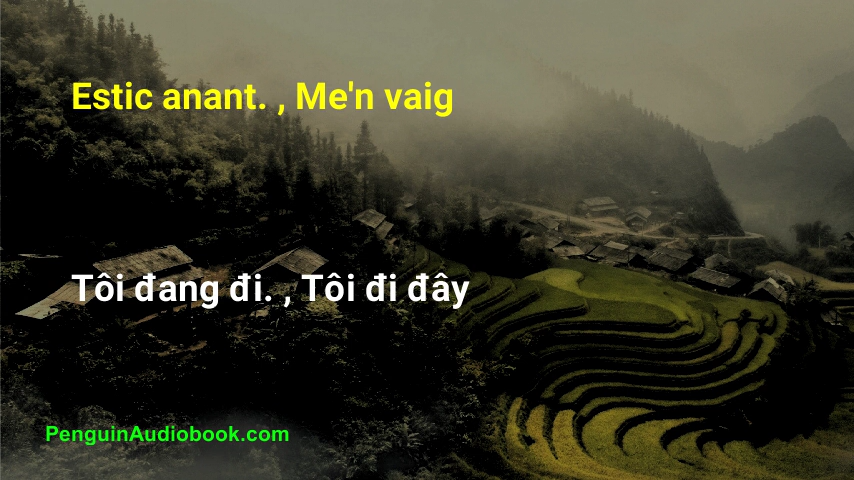 Estic anant. , Me'n vaig
Tôi đang đi. , Tôi đi đây
PenguinAudiobook.com